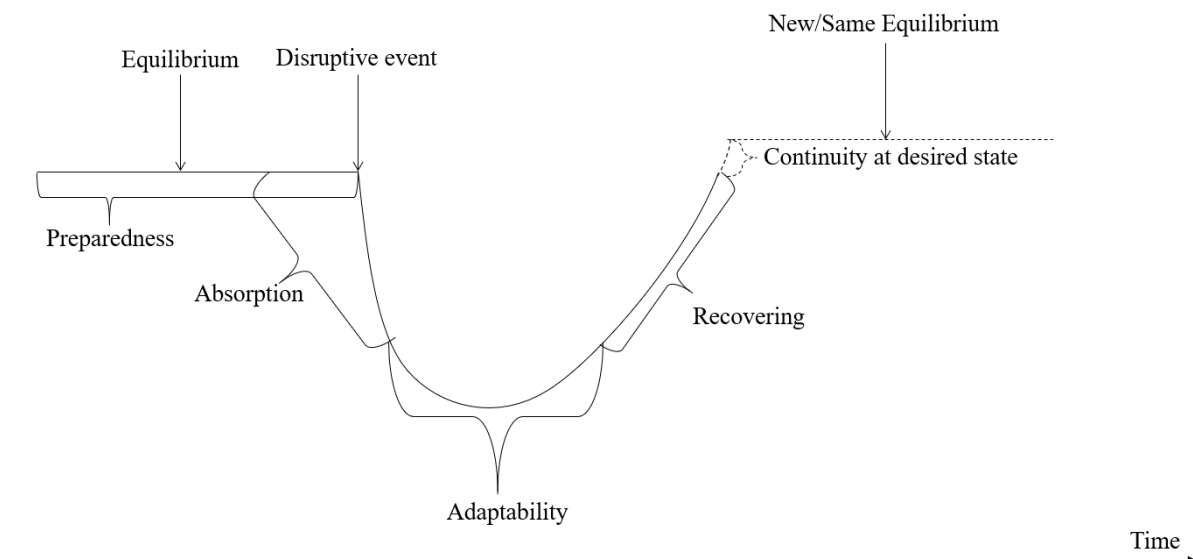 New/Same Equilibrium
Equilibrium
Disruptive event
Continuity at desired state
Preparedness
Absorption
Recovering
Adaptability
Time